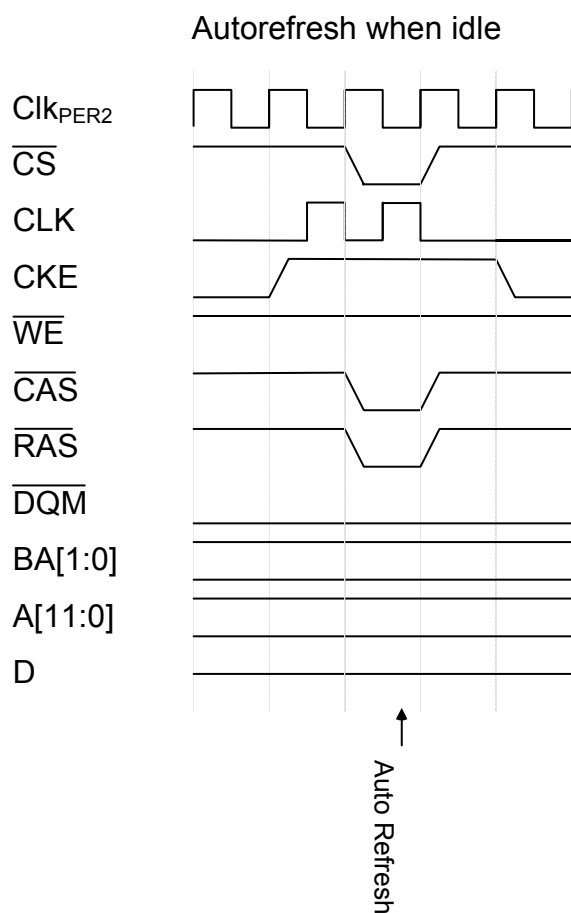 Autorefresh when idle
ClkPER2
CS
CLK
CKE
WE
CAS
RAS
DQM
BA[1:0]
A[11:0]
D
Auto Refresh